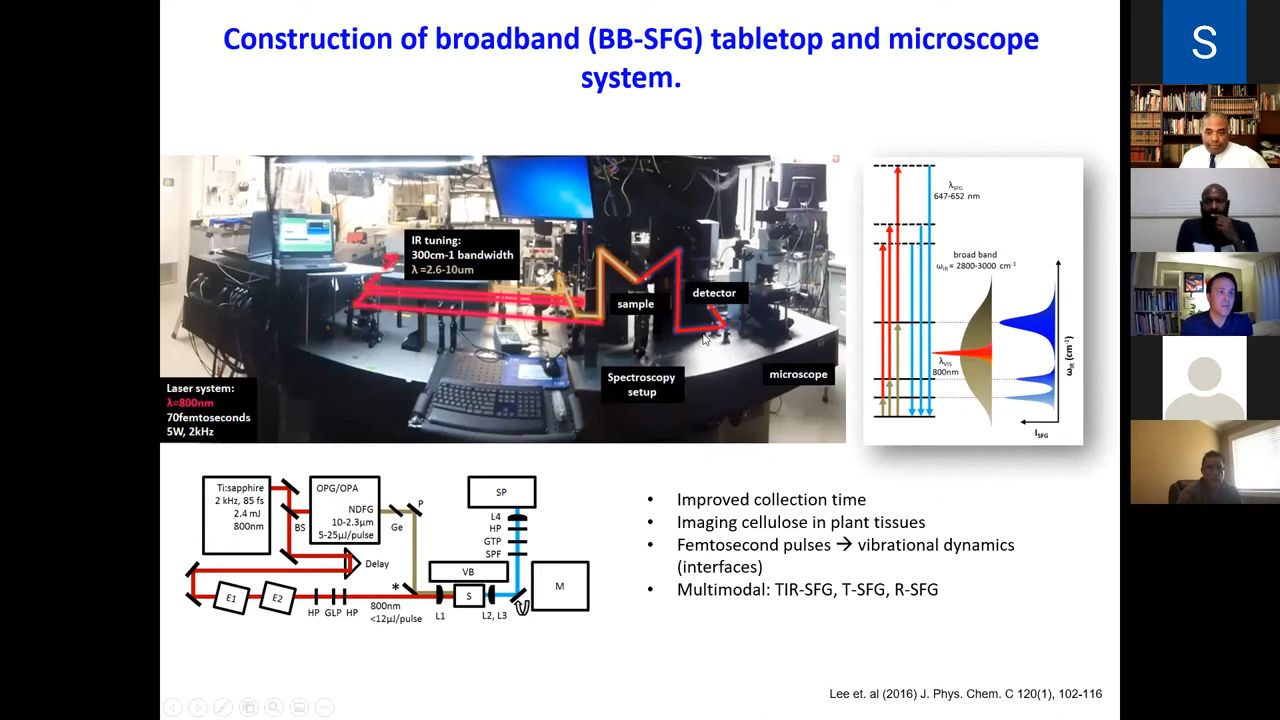 Construction of broadband (BB-SFG) tabletop and microscope
system.
IR tuning:
300cm-1 bandwidth
λ =2.6-10um
sample
detector
Spectroscopy
setup
microscope
Laser system:
λ=800nm
70femtoseconds
5W, 2kHz
λSFG
647-652 nm
broad band
ωIR = 2800-3000 cm-1
λVIS
800nm
ωIR (cm-1)
ISFG
Ti:sapphire
2 kHz, 85 fs
2.4 mJ
800nm
BS
OPG/OPA
NDFG
10-2.3μm
5-25μJ/pulse
Ge
P
Delay
E1
E2
HP
GLP
HP
*
800nm
<12μJ/pulse
L1
VB
S
L2, L3
SP
L4
HP
GTP
SPF
M
• Improved collection time
• Imaging cellulose in plant tissues
• Femtosecond pulses → vibrational dynamics
(interfaces)
• Multimodal: TIR-SFG, T-SFG, R-SFG
Lee et. al (2016) J. Phys. Chem. C 120(1), 102-116
S